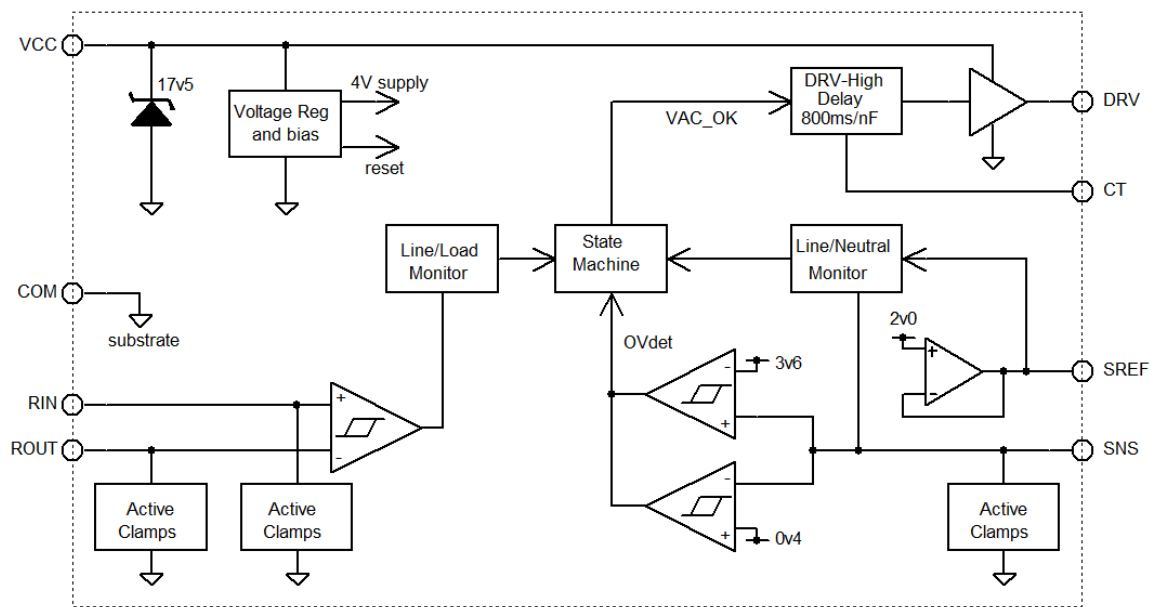 VCC
17v5
Voltage Reg
and bias
4V supply
reset
VAC_OK
DRV-High
Delay
800ms/nF
DRV
CT
Line/Load
Monitor
State
Machine
Line/Neutral
Monitor
COM
substrate
OVdet
2v0
+
-
SREF
3v6
-
+
RIN
ROUT
+
-
SNS
-
+
0v4
Active
Clamps
Active
Clamps
Active
Clamps